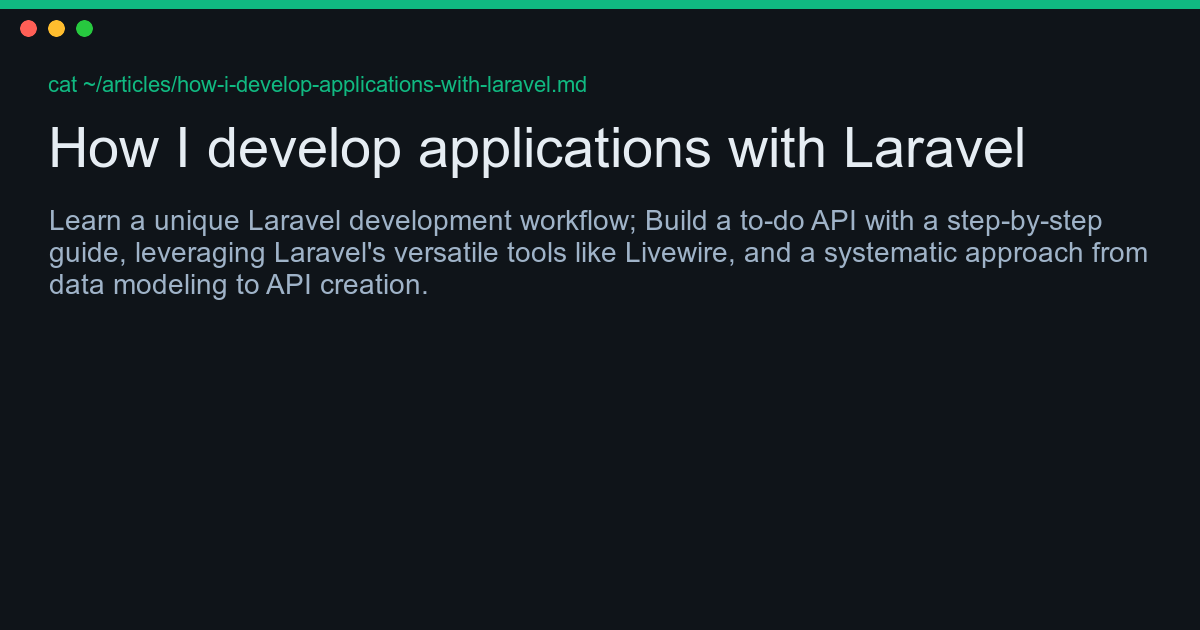 cat ~/articles/how-i-develop-applications-with-laravel.md
How I develop applications with Laravel
Learn a unique Laravel development workflow; Build a to-do API with a step-by-step
guide, leveraging Laravel's versatile tools like Livewire, and a systematic approach from
data modeling to API creation.